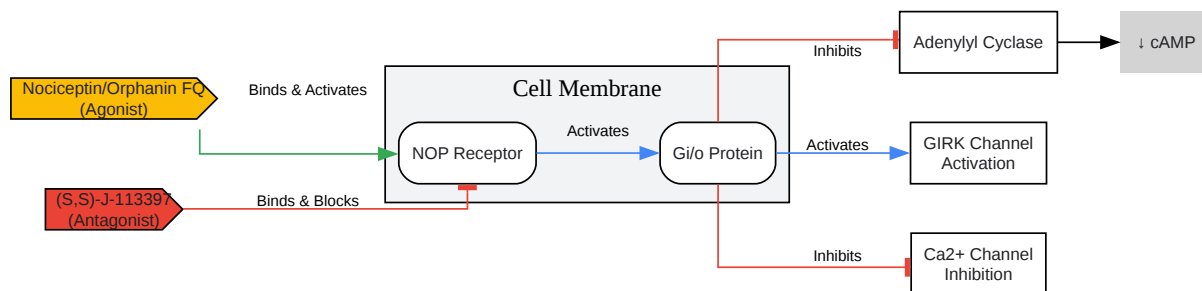 Nociceptin/Orphanin FQ
(Agonist)
Binds & Activates
(S,S)-J-113397
(Antagonist)
Binds & Blocks
Cell Membrane
NOP Receptor
Activates
Gi/o Protein
Inhibits
Adenylyl Cyclase
↓ cAMP
Activates
GIRK Channel
Activation
Inhibits
Ca2+ Channel
Inhibition